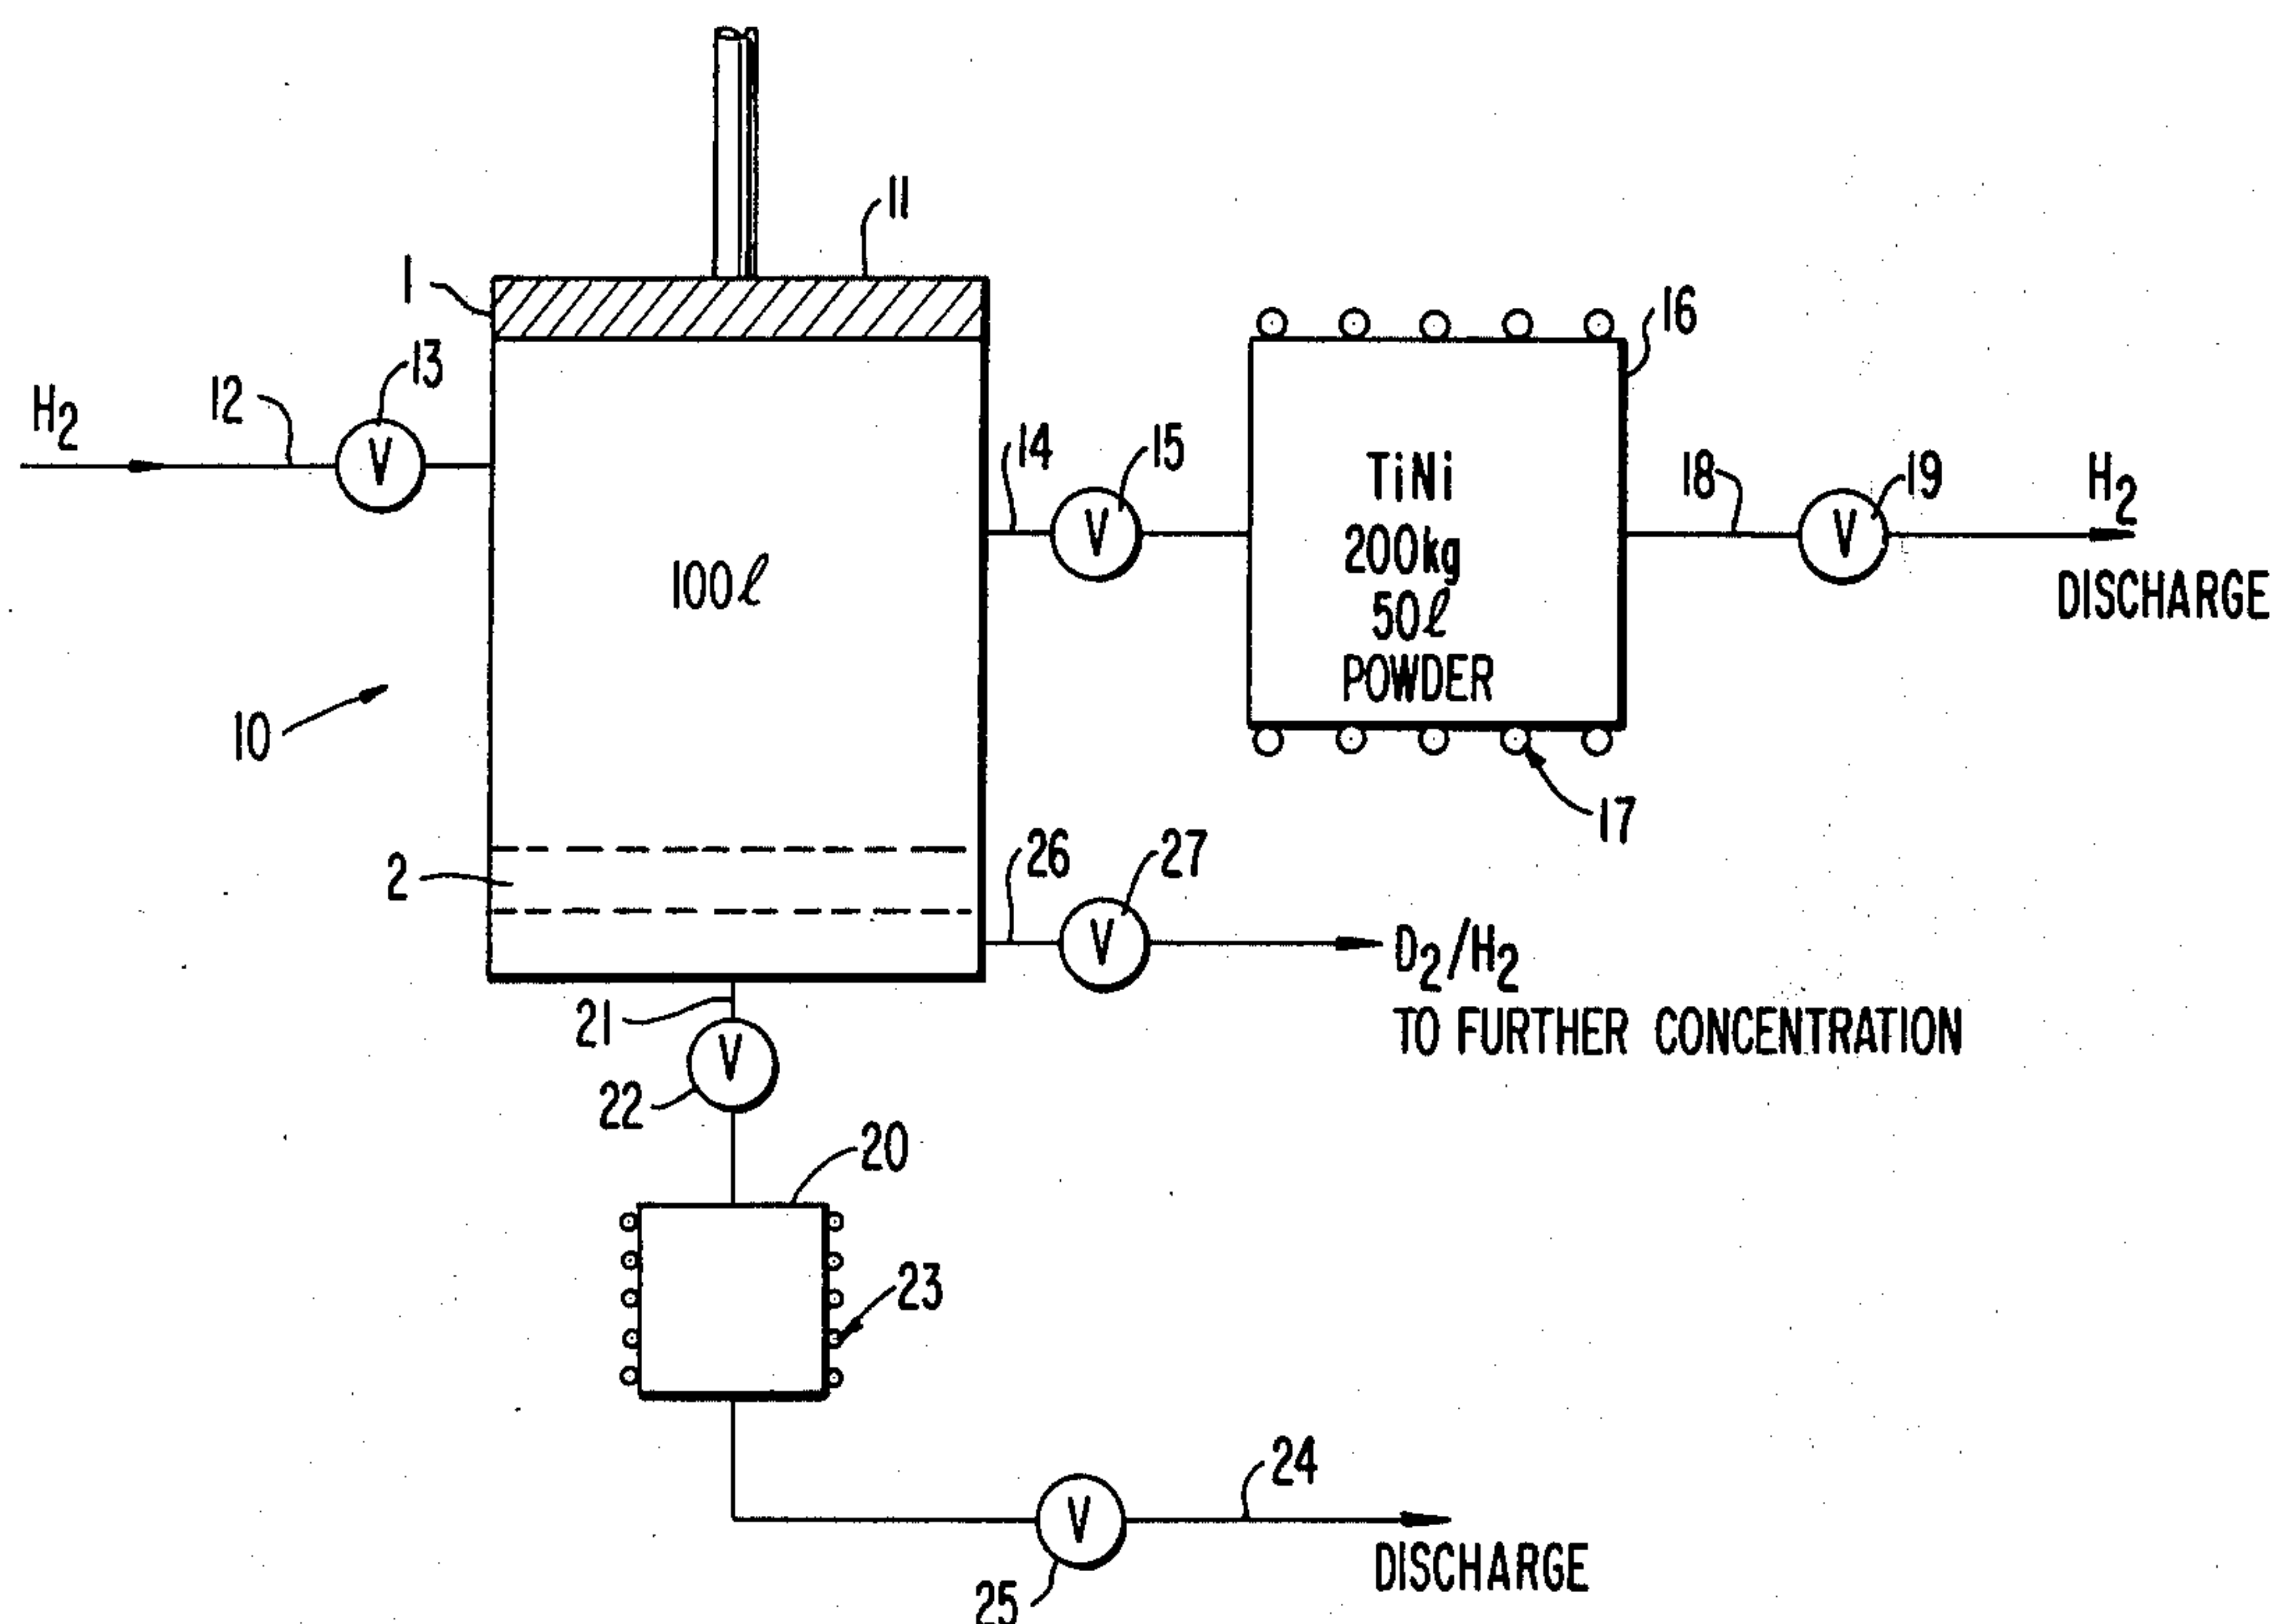 11
1
13
12
H2
V
16
14
15
V
TiNi
200kg
50ℓ
POWDER
18
19
V
H2
DISCHARGE
100ℓ
10
17
2
26
27
V
D2/H2
TO FURTHER CONCENTRATION
21
V
22
20
23
24
V
25
DISCHARGE